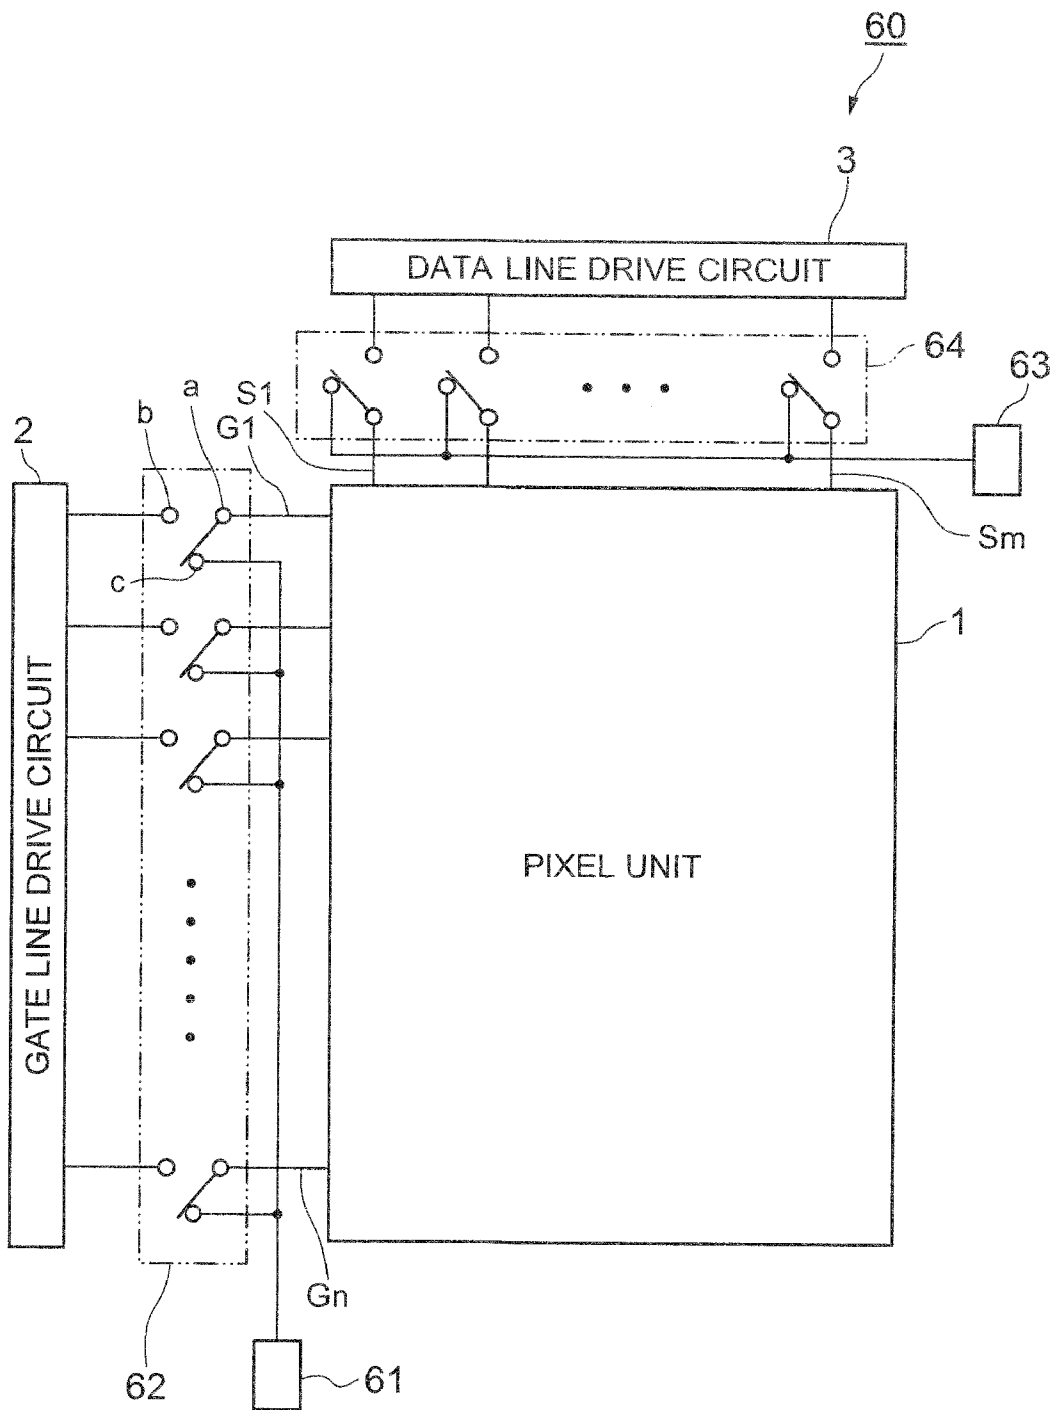 60
3
DATA LINE DRIVE CIRCUIT
64
63
S1
a
b
G1
2
Sm
c
1
GATE LINE DRIVE CIRCUIT
PIXEL UNIT
Gn
62
61